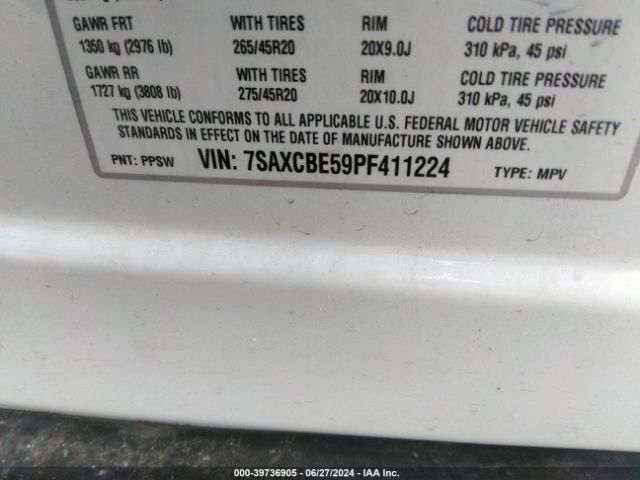 GAWR FRT WITH TIRES RIM COLD TIRE PRESSURE
1350 kg (2976 lb) 265/45R20 20X9.0J 310 kPa, 45 psi
GAWR RR WITH TIRES RIM COLD TIRE PRESSURE
1727 kg (3808 lb) 275/45R20 20X10.0J 310 kPa, 45 psi
THIS VEHICLE CONFORMS TO ALL APPLICABLE U.S. FEDERAL MOTOR VEHICLE SAFETY
STANDARDS IN EFFECT ON THE DATE OF MANUFACTURE SHOWN ABOVE.
PNT: PPSW VIN: 7SAXCBE59PF411224 TYPE: MPV
000-39736905 - 06/27/2024 - IAA Inc.